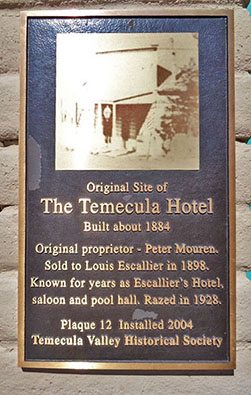 Original Site of
The Temecula Hotel
Built about 1884
Original proprietor - Peter Mouren.
Sold to Louis Escallier in 1898.
Known for years as Escallier's Hotel,
saloon and pool hall. Razed in 1928.
Plaque 12 Installed 2004
Temecula Valley Historical Society